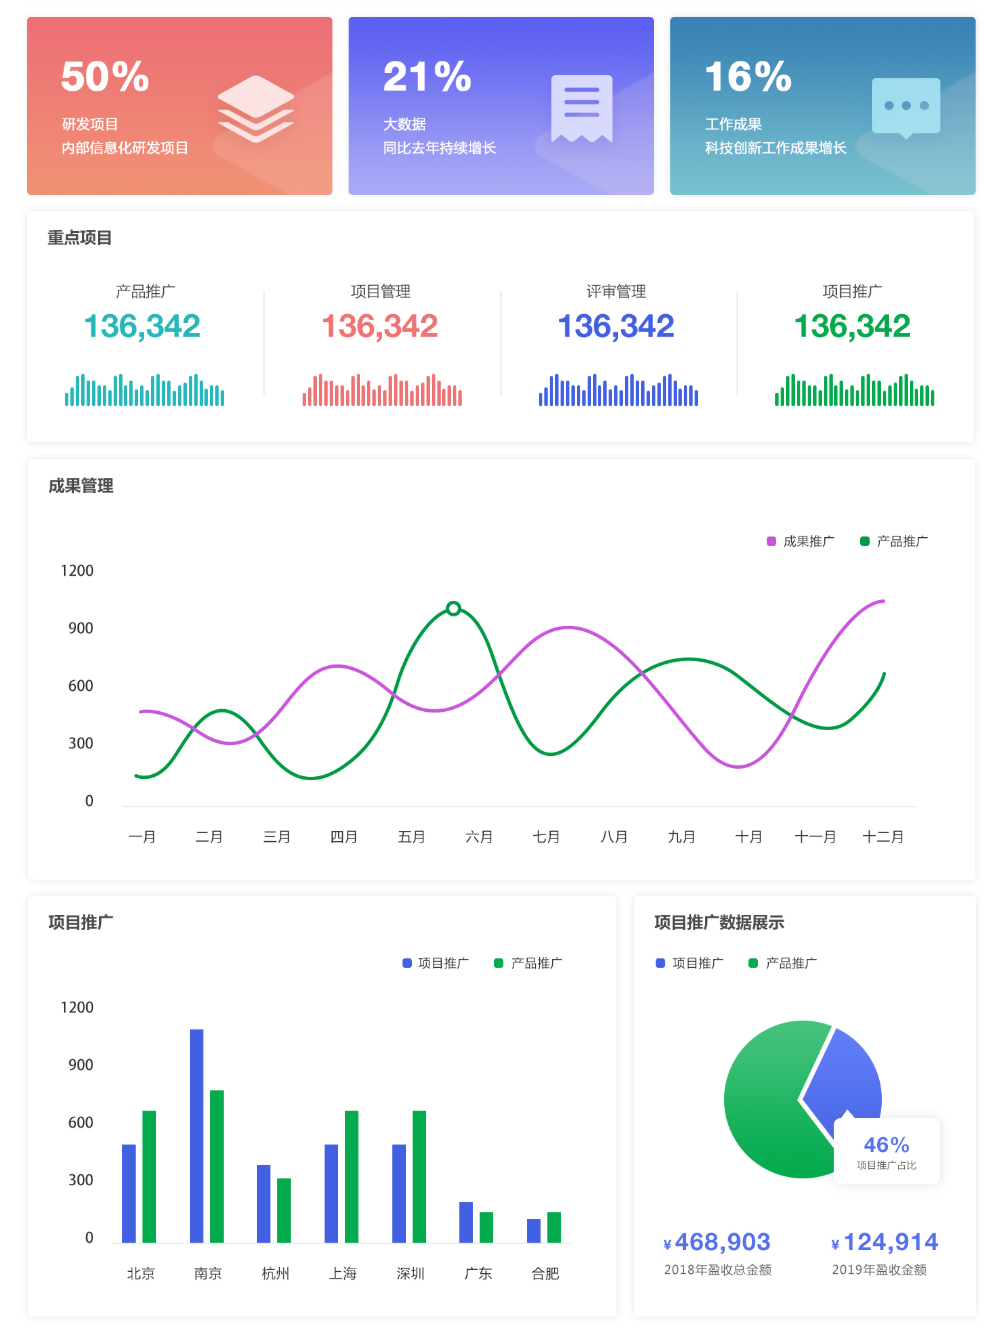 50%
研发项目
内部信息化研发项目
21%
大数据
同比去年持续增长
16%
工作成果
科技创新工作成果增长
重点项目
产品推广
136,342
项目管理
136,342
评审管理
136,342
项目推广
136,342
成果管理
成果推广 产品推广
1200
900
600
300
0
一月 二月 三月 四月 五月 六月 七月 八月 九月 十月 十一月 十二月
项目推广
项目推广 产品推广
1200
900
600
300
0
北京 南京 杭州 上海 深圳 广东 合肥
项目推广数据展示
项目推广 产品推广
46%
项目推广占比
¥468,903
2018年盈收总金额
¥124,914
2019年盈收金额